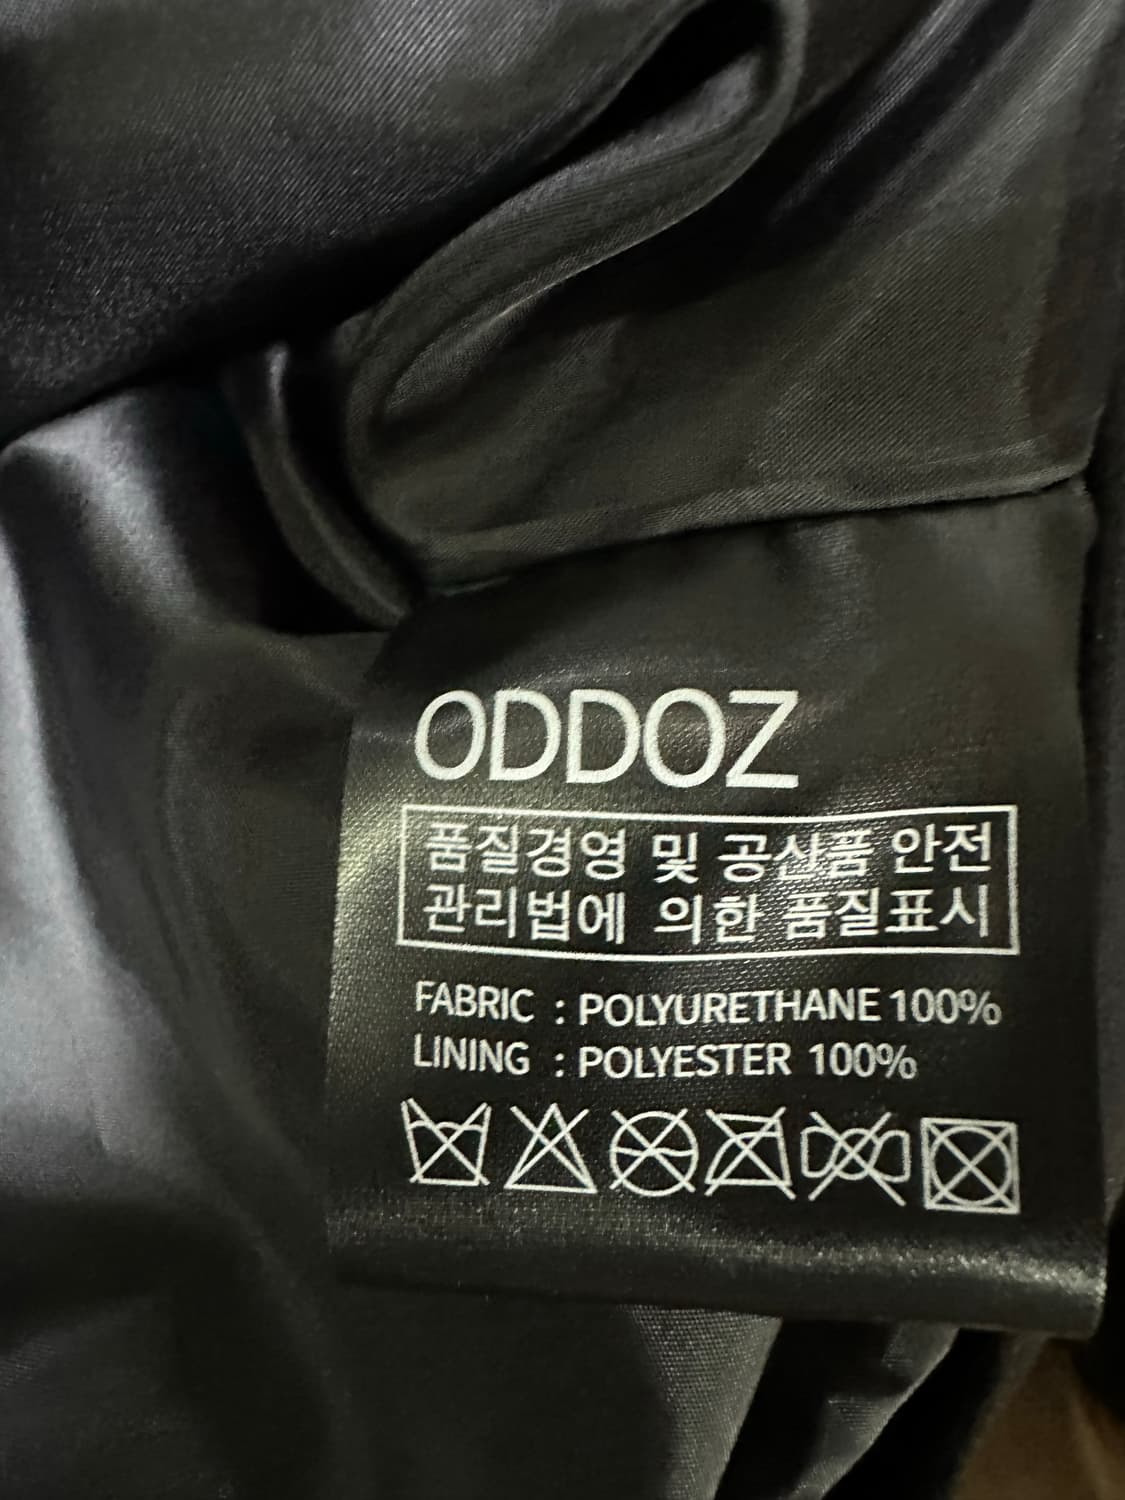 ODDOZ
품질경영 및 공산품 안전
관리법에 의한 품질표시
FABRIC : POLYURETHANE 100%
LINING : POLYESTER 100%